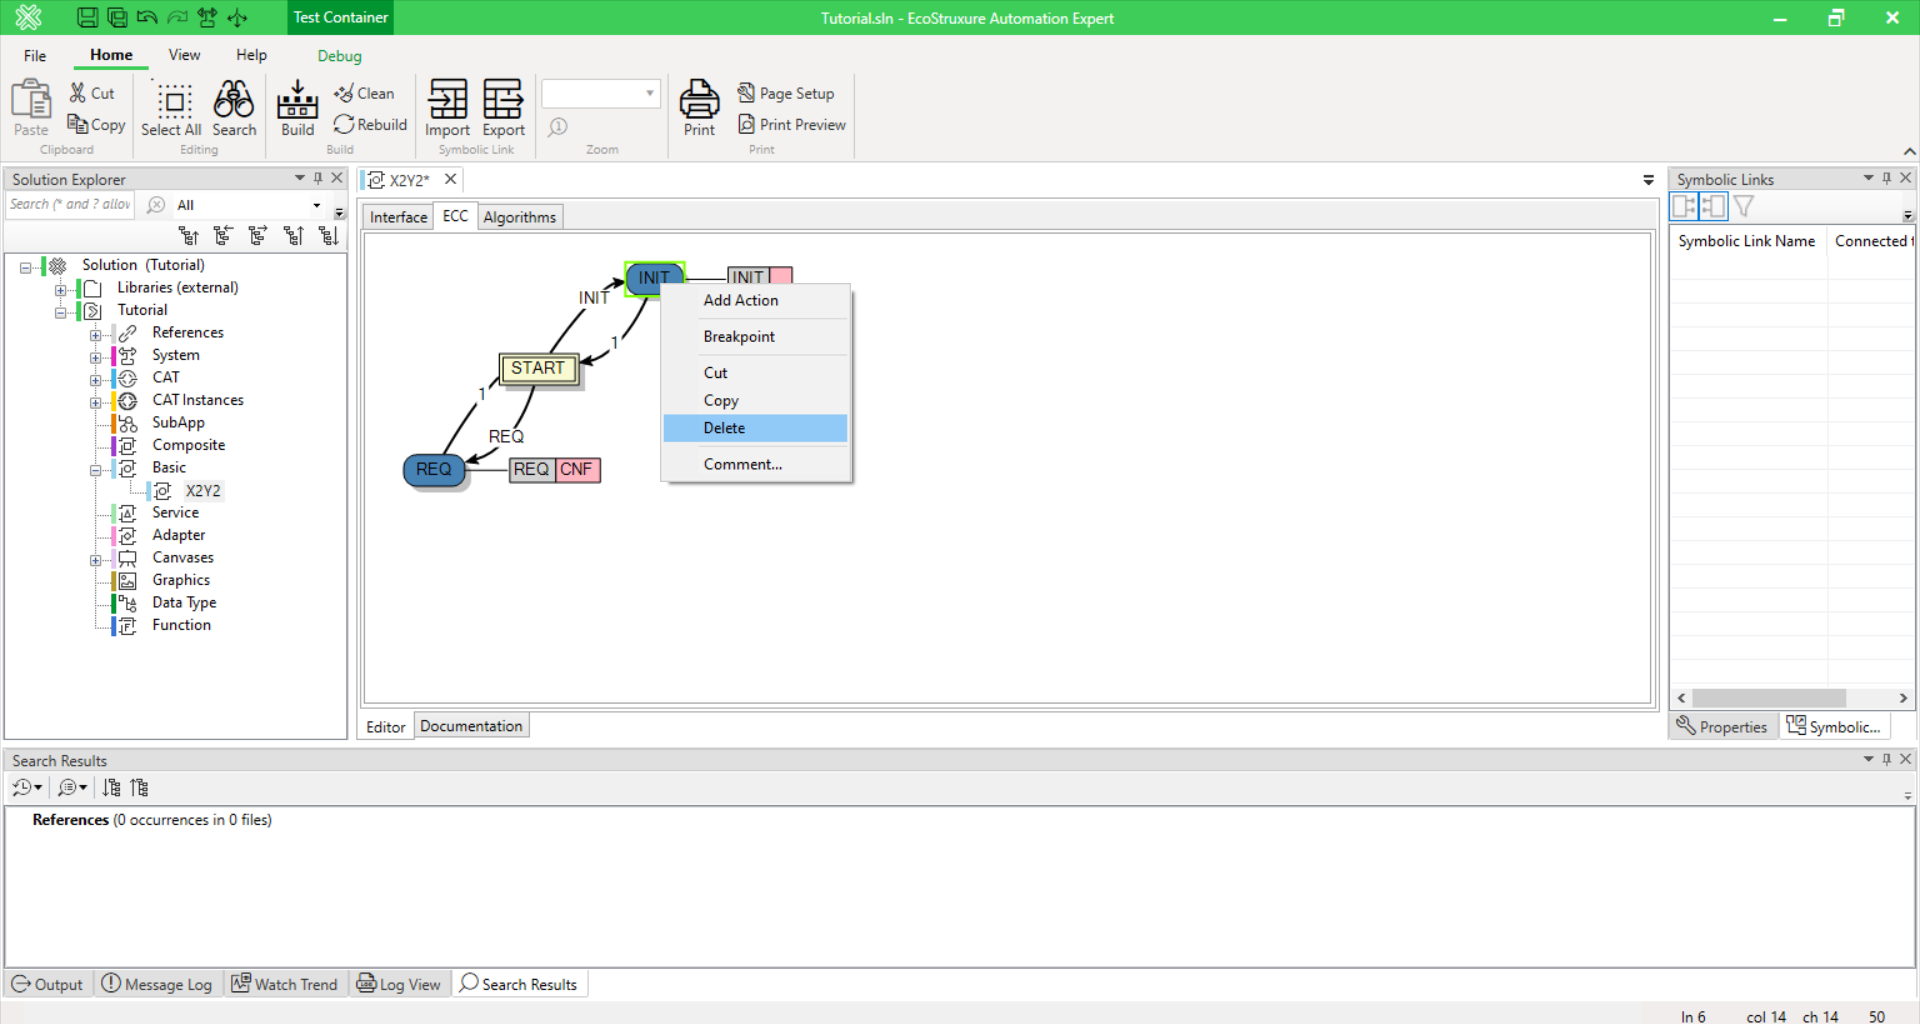 Test Container
Tutorial.sln - EcoStruxure Automation Expert
File Home View Help Debug
Paste
Cut
Copy
Clipboard
Select All
Search
Editing
Build
Clean
Rebuild
Build
Import
Export
Symbolic Link
Zoom
Print
Page Setup
Print Preview
Print
Solution Explorer
Search (* and ? allow
All
Solution (Tutorial)
Libraries (external)
Tutorial
References
System
CAT
CAT Instances
SubApp
Composite
Basic
X2Y2
Service
Adapter
Canvases
Graphics
Data Type
Function
X2Y2*
Interface ECC Algorithms
INIT
INIT
INIT
1
START
1
REQ
REQ
REQ CNF
Add Action
Breakpoint
Cut
Copy
Delete
Comment...
Editor Documentation
Symbolic Links
Symbolic Link Name Connected t
Properties Symbolic...
Search Results
References (0 occurrences in 0 files)
Output Message Log Watch Trend Log View Search Results
ln 6 col 14 ch 14 50